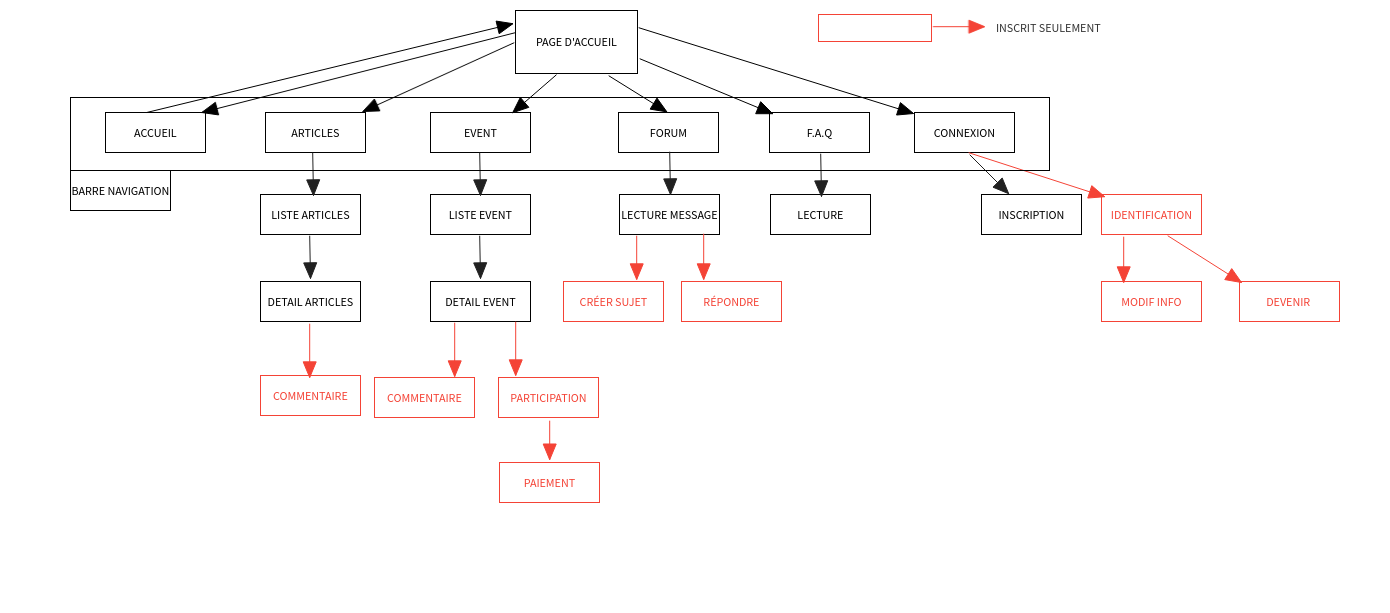 PAGE D'ACCUEIL
INSCRIT SEULEMENT
ACCUEIL
ARTICLES
EVENT
FORUM
F.A.Q
CONNEXION
BARRE NAVIGATION
LISTE ARTICLES
LISTE EVENT
LECTURE MESSAGE
LECTURE
INSCRIPTION
IDENTIFICATION
DETAIL ARTICLES
DETAIL EVENT
CRÉER SUJET
RÉPONDRE
MODIF INFO
DEVENIR
COMMENTAIRE
COMMENTAIRE
PARTICIPATION
PAIEMENT